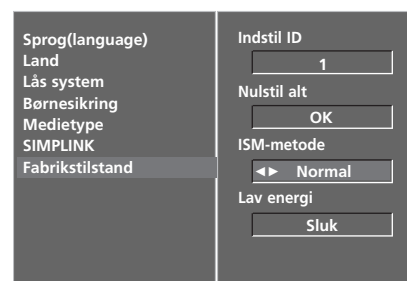 Sprog(language)
Land
Lås system
Børnesikring
Medietype
SIMPLINK
Fabrikstilstand
Indstil ID
1
Nulstil alt
OK
ISM-metode
◄► Normal
Lav energi
Sluk